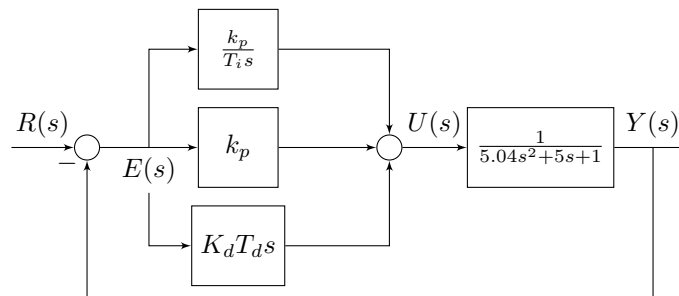 k_p / T_i s
R(s)
−
E(s)
k_p
U(s)
1 / 5.04s^2+5s+1
Y(s)
K_d T_d s